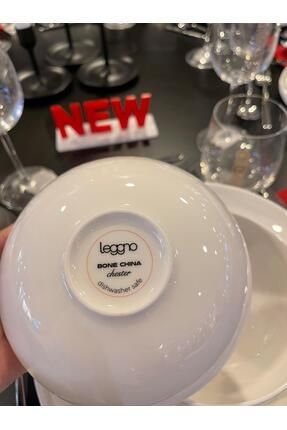 NEW
Leggno
BONE CHINA
chester
dishwasher safe